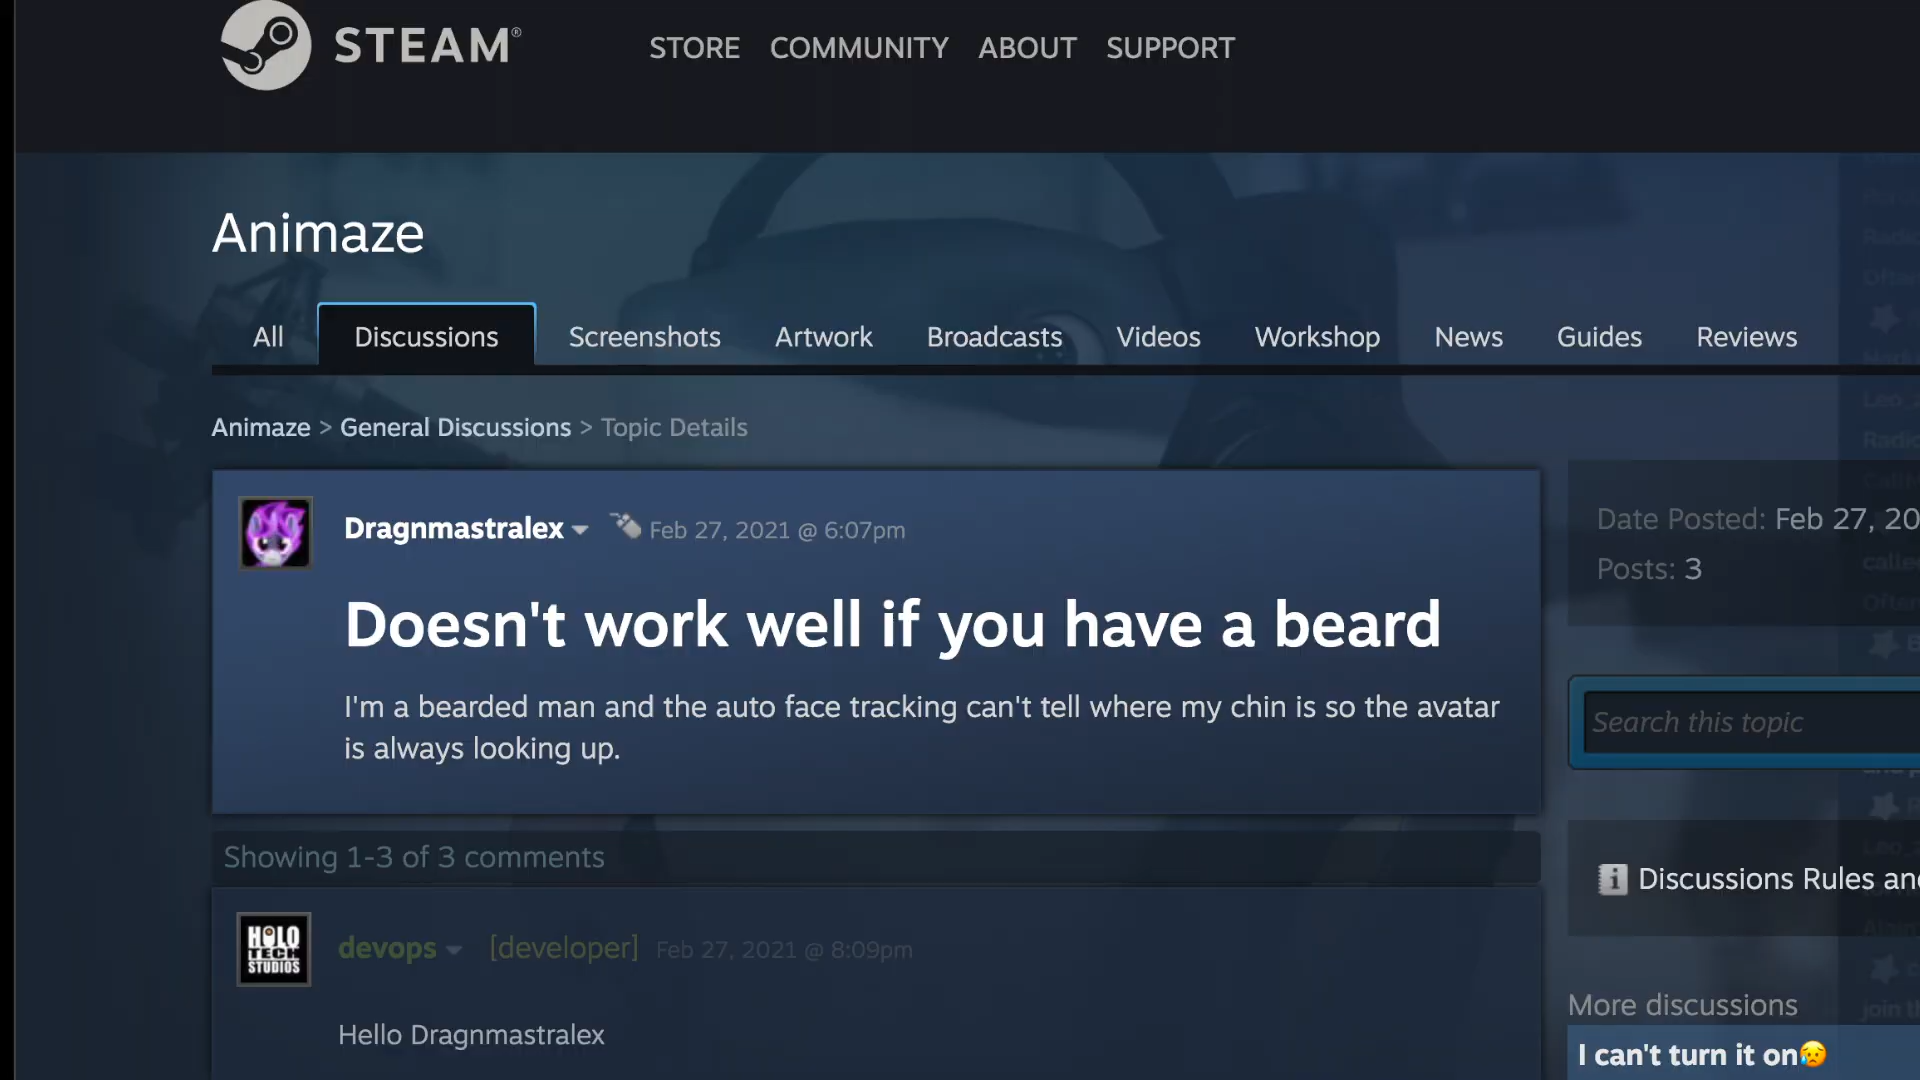 STEAM®
STORE COMMUNITY ABOUT SUPPORT
Animaze
All Discussions Screenshots Artwork Broadcasts Videos Workshop News Guides Reviews
Animaze > General Discussions > Topic Details
Dragnmastralex Feb 27, 2021 @ 6:07pm
Doesn't work well if you have a beard
I'm a bearded man and the auto face tracking can't tell where my chin is so the avatar
is always looking up.
Date Posted: Feb 27, 20
Posts: 3
Search this topic
Showing 1-3 of 3 comments
HOLO
TECH
STUDIOS
devops [developer] Feb 27, 2021 @ 8:09pm
Hello Dragnmastralex
Discussions Rules an
More discussions
I can't turn it on😥